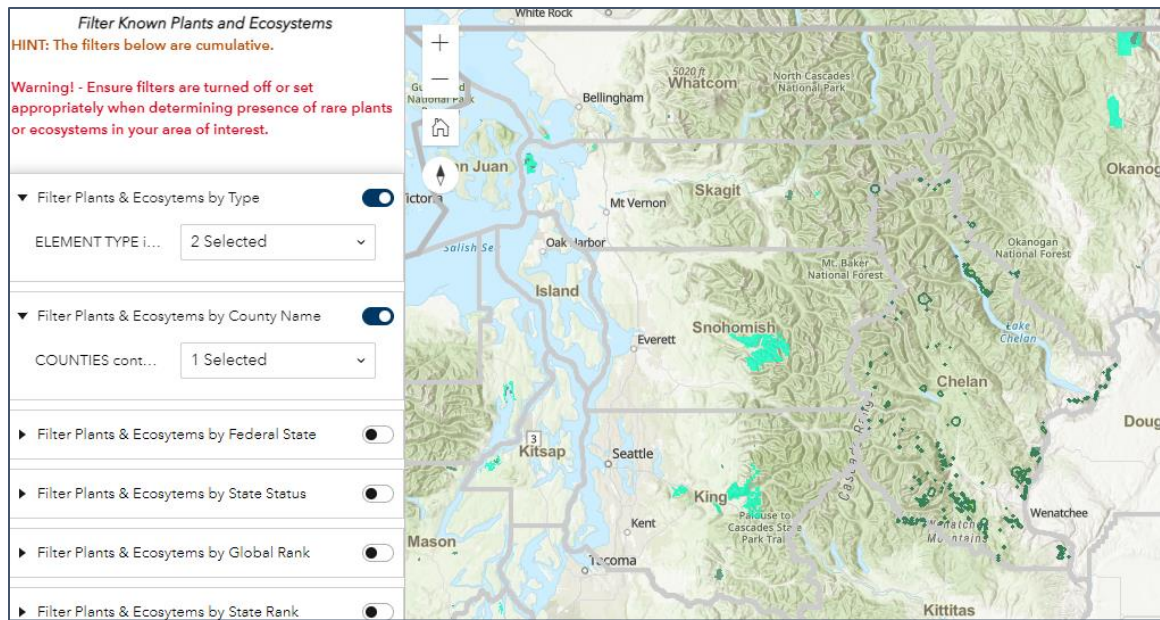 Filter Known Plants and Ecosystems
HINT: The filters below are cumulative.
Warning! - Ensure filters are turned off or set
appropriately when determining presence of rare plants
or ecosystems in your area of interest.
Filter Plants & Ecosytems by Type
ELEMENT TYPE i...
2 Selected
Filter Plants & Ecosytems by County Name
COUNTIES cont...
1 Selected
Filter Plants & Ecosytems by Federal State
Filter Plants & Ecosytems by State Status
Filter Plants & Ecosytems by Global Rank
Filter Plants & Ecosytems by State Rank
White Rock
5020 ft
Whatcom
North Cascades
National Park
National Park
Bellingham
an Juan
Okanog
Skagit
Mt Vernon
Salish Se
Oak Harbor
Okanogan
National Forest
Mt. Baker
National Forest
Island
Snohomish
Everett
Lake
Chelan
Chelan
Doug
3
Kitsap
Seattle
Cascade
King
Palouse to
Cascades State
Park Trail
Wenatchee
Wenatchee
Mountains
Kent
Mason
Tacoma
Kittitas